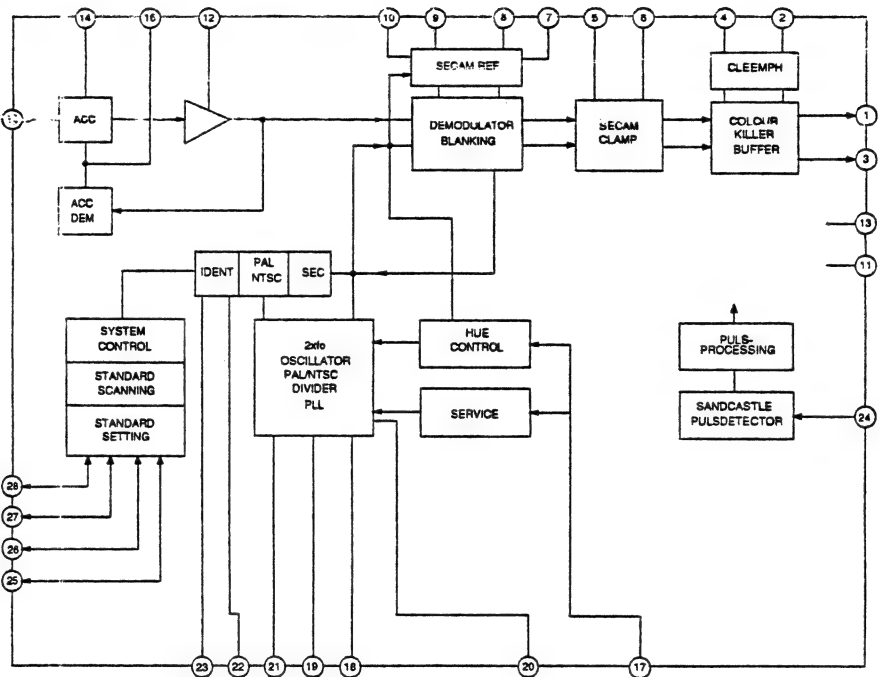 14 16 12 10 9 8 7 5 6 4 2
SECAM REF
CLEEMPH
ACC
DEMODULATOR
BLANKING
SECAM
CLAMP
COLOUR
KILLER
BUFFER
1
3
ACC
DEM
13
11
IDENT
PAL
NTSC
SEC
SYSTEM
CONTROL
STANDARD
SCANNING
STANDARD
SETTING
2xfo
OSCILLATOR
PAL/NTSC
DIVIDER
PLL
HUE
CONTROL
SERVICE
PULS-
PROCESSING
SANDCASTLE
PULSDETECTOR
24
28
27
26
25
23 22 21 19 18 20 17